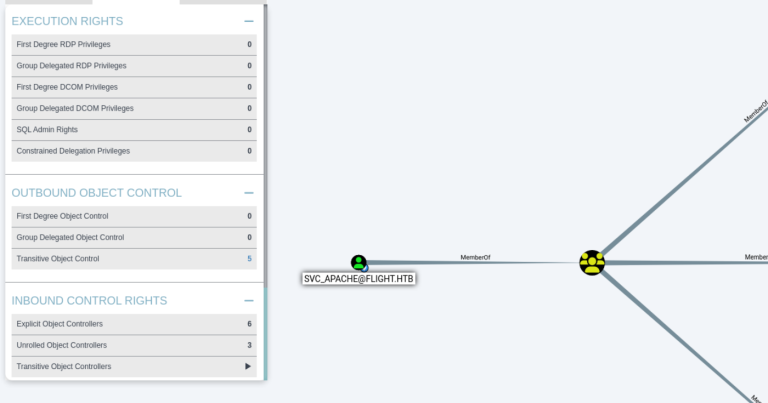 EXECUTION RIGHTS
First Degree RDP Privileges 0
Group Delegated RDP Privileges 0
First Degree DCOM Privileges 0
Group Delegated DCOM Privileges 0
SQL Admin Rights 0
Constrained Delegation Privileges 0
OUTBOUND OBJECT CONTROL
First Degree Object Control 0
Group Delegated Object Control 0
Transitive Object Control 5
INBOUND CONTROL RIGHTS
Explicit Object Controllers 6
Unrolled Object Controllers 3
Transitive Object Controllers
MemberOf
MemberOf
Member
SVC_APACHE@FLIGHT.HTB